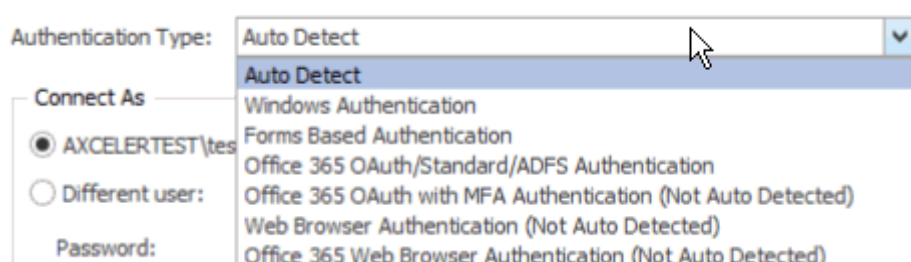 Authentication Type: Auto Detect
Auto Detect
Connect As
Windows Authentication
Forms Based Authentication
AXCELERTEST\tes
Office 365 OAuth/Standard/ADFS Authentication
Different user:
Office 365 OAuth with MFA Authentication (Not Auto Detected)
Web Browser Authentication (Not Auto Detected)
Password:
Office 365 Web Browser Authentication (Not Auto Detected)